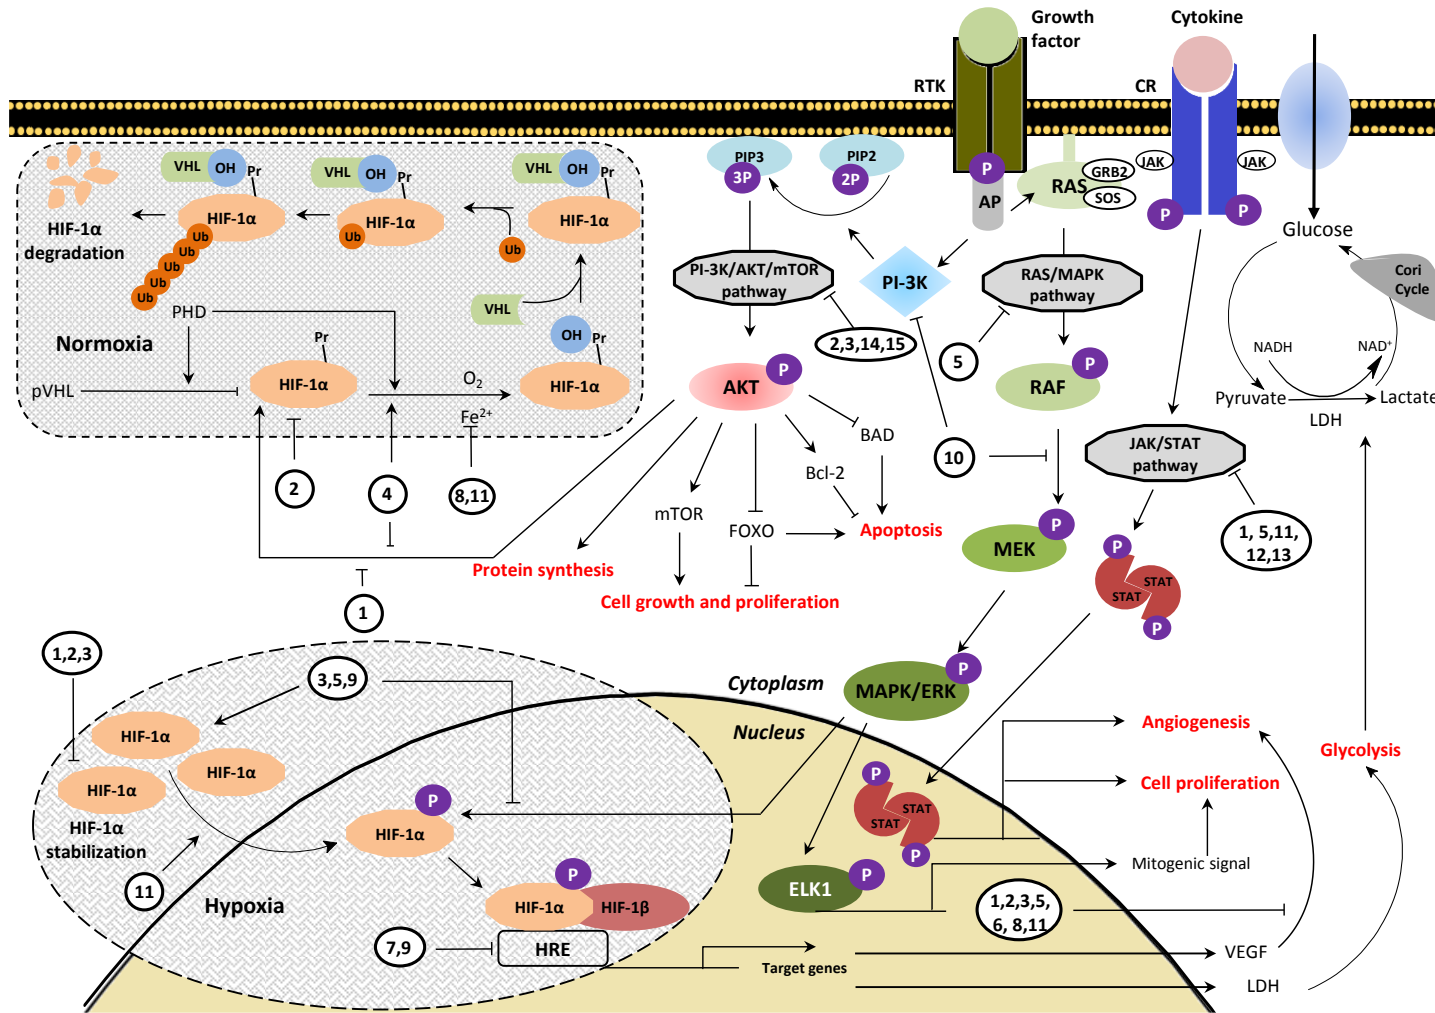 Growth
factor
Cytokine
RTK
CR
VHL
OH
Pr
HIF-1α
Ub
Ub
Ub
Ub
Ub
VHL
OH
Pr
HIF-1α
Ub
Ub
VHL
OH
Pr
HIF-1α
HIF-1α
degradation
PIP3
3P
PIP2
2P
P
AP
RAS
GRB2
SOS
JAK
JAK
P
P
Glucose
Cori
Cycle
PI-3K/AKT/mTOR
pathway
PI-3K
RAS/MAPK
pathway
PHD
VHL
Normoxia
Pr
HIF-1α
OH
Pr
HIF-1α
pVHL
O2
Fe2+
2,3,14,15
5
NADH
NAD+
Pyruvate
Lactate
LDH
AKT
P
RAF
P
BAD
Bcl-2
10
JAK/STAT
pathway
2
4
8,11
mTOR
FOXO
Apoptosis
MEK
P
1, 5,11,
12,13
P
STAT
STAT
P
Protein synthesis
Cell growth and proliferation
1
1,2,3
3,5,9
Cytoplasm
Nucleus
MAPK/ERK
P
HIF-1α
HIF-1α
HIF-1α
HIF-1α
stabilization
P
HIF-1α
P
STAT
STAT
P
Angiogenesis
Glycolysis
Cell proliferation
Mitogenic signal
11
Hypoxia
P
HIF-1α
HIF-1β
ELK1
P
1,2,3,5,
6, 8,11
7,9
HRE
Target genes
VEGF
LDH